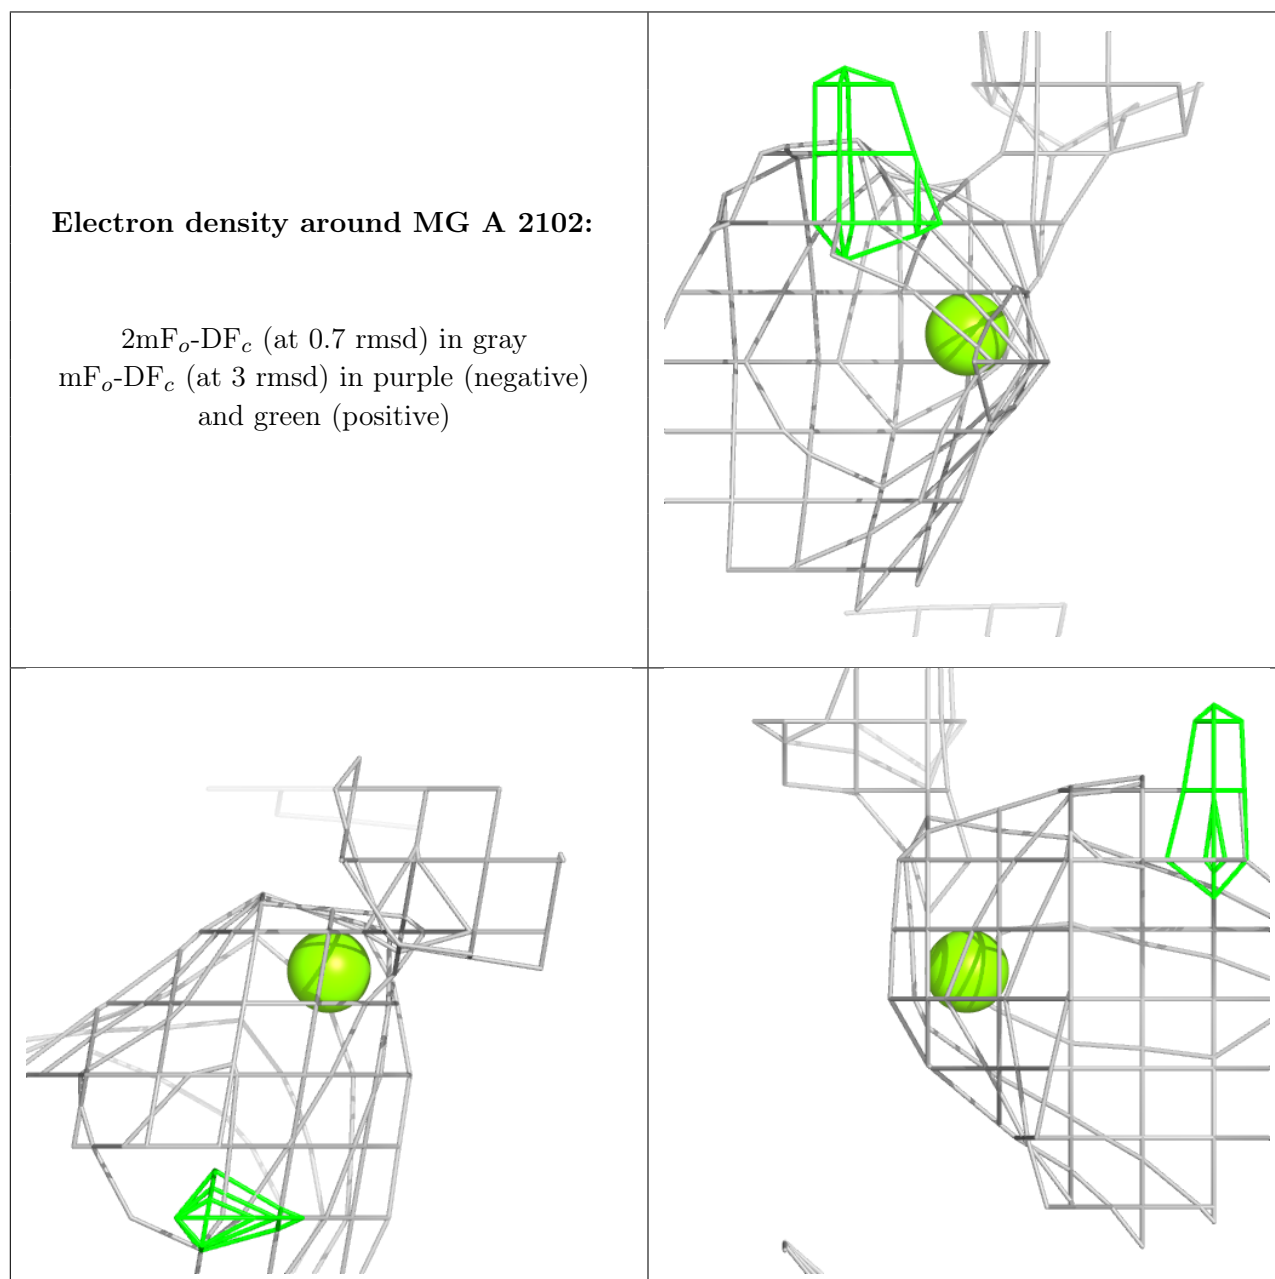 Electron density around MG A 2102:
2mFo-DFc (at 0.7 rmsd) in gray
mFo-DFc (at 3 rmsd) in purple (negative)
and green (positive)